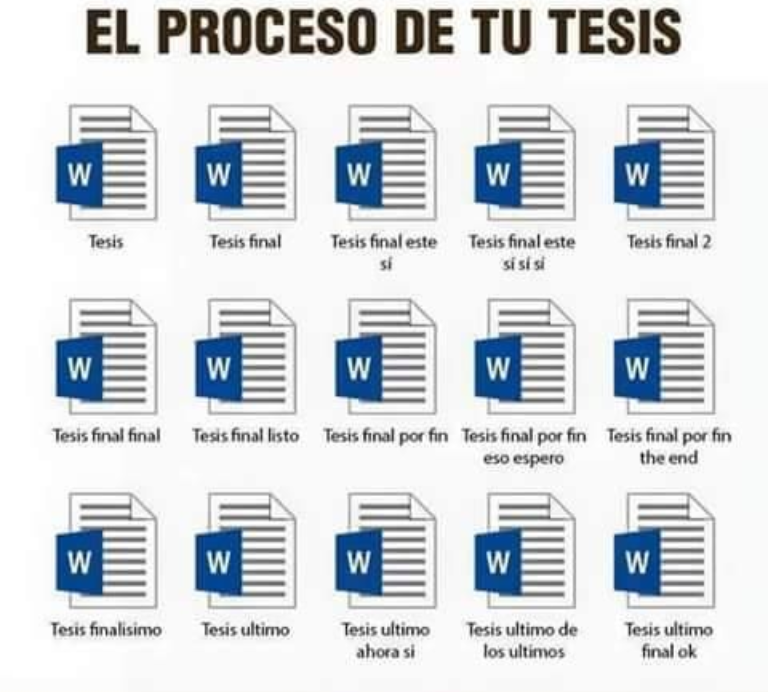 EL PROCESO DE TU TESIS
W W W W W
Tesis Tesis final Tesis final este Tesis final este Tesis final 2
sí sí sí sí
W W W W W
Tesis final final Tesis final listo Tesis final por fin Tesis final por fin Tesis final por fin
eso espero the end
W W W W W
Tesis finalisimo Tesis ultimo Tesis ultimo Tesis ultimo de Tesis ultimo
ahora si los ultimos final ok